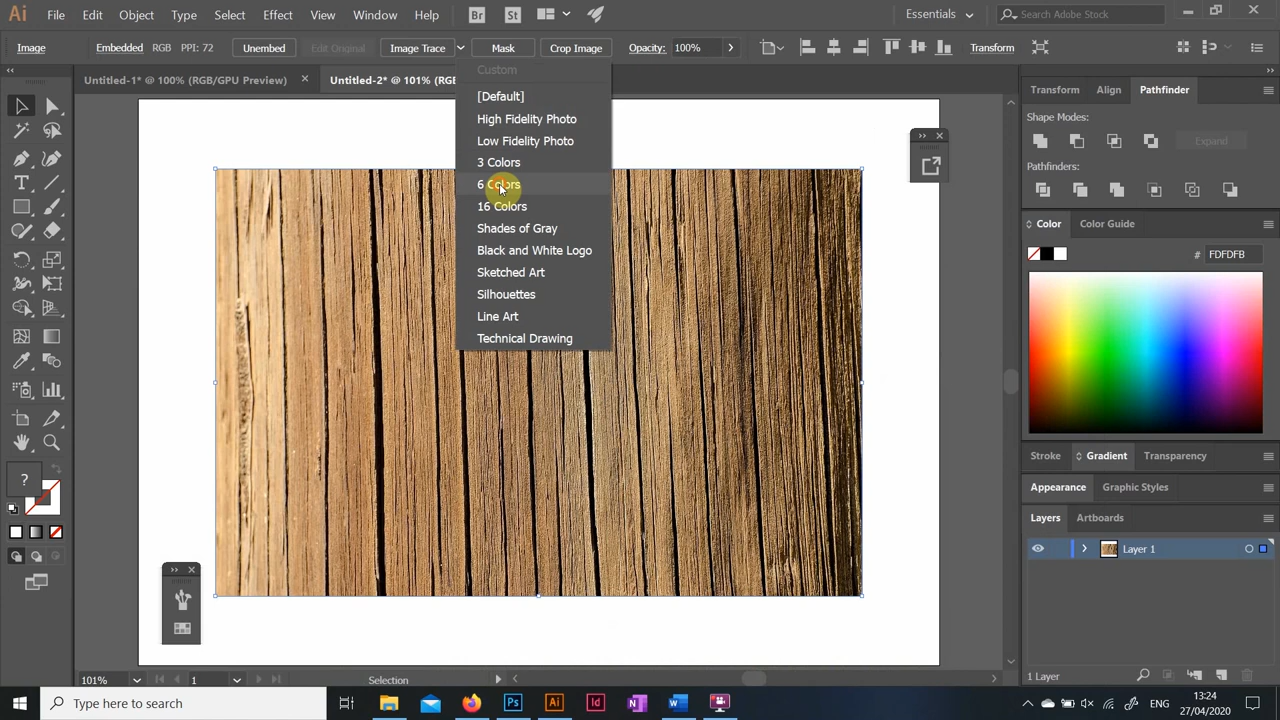 Ai File Edit Object Type Select Effect View Window Help Br St Essentials Search Adobe Stock
Image Embedded RGB PPI: 72 Unembed Edit Original Image Trace Mask Crop Image Opacity: 100% Transform
Untitled-1* @ 100% (RGB/GPU Preview) Untitled-2* @ 101% (RGB
Custom
[Default]
High Fidelity Photo
Low Fidelity Photo
3 Colors
6 Colors
16 Colors
Shades of Gray
Black and White Logo
Sketched Art
Silhouettes
Line Art
Technical Drawing
Transform Align Pathfinder
Shape Modes:
Expand
Pathfinders:
Color Color Guide
# FDFDFB
Stroke Gradient Transparency
Appearance Graphic Styles
Layers Artboards
Layer 1
1 Layer
?
101% 1 Selection
Type here to search
Ps Ai Id N W
ENG
13:24
27/04/2020